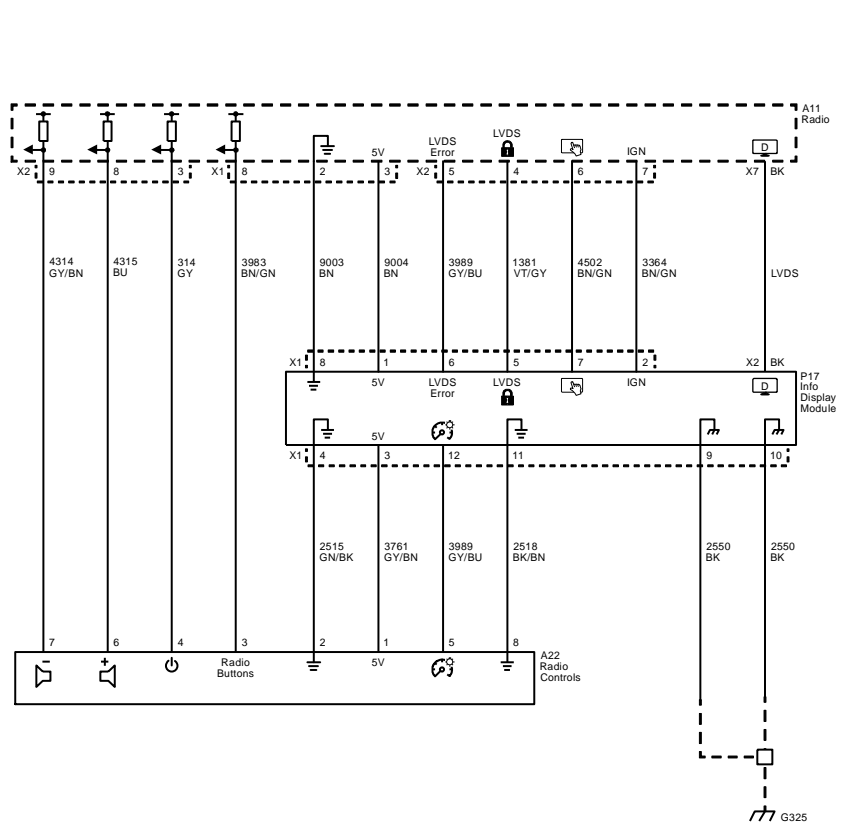 A11
Radio
LVDS
LVDS
Error
5V
IGN
D
X2 9 8 3 X1 8 2 3 X2 5 4 6 7 X7 BK
4314
GY/BN
4315
BU
314
GY
3983
BN/GN
9003
BN
9004
BN
3989
GY/BU
1381
VT/GY
4502
BN/GN
3364
BN/GN
LVDS
X1 8 1 6 5 7 2 X2 BK
P17
Info
Display
Module
5V
LVDS
Error
LVDS
IGN
D
5V
X1 4 3 12 11 9 10
2515
GN/BK
3761
GY/BN
3989
GY/BU
2518
BK/BN
2550
BK
2550
BK
7 6 4 3 2 1 5 8
A22
Radio
Controls
− +
Radio
Buttons
5V
G325